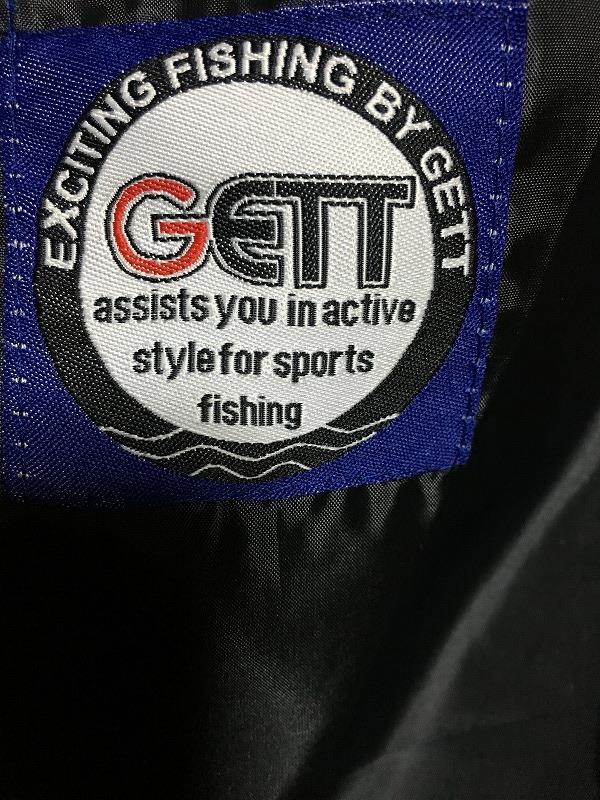 EXCITING FISHING BY GETT
GETT
assists you in active
style for sports
fishing